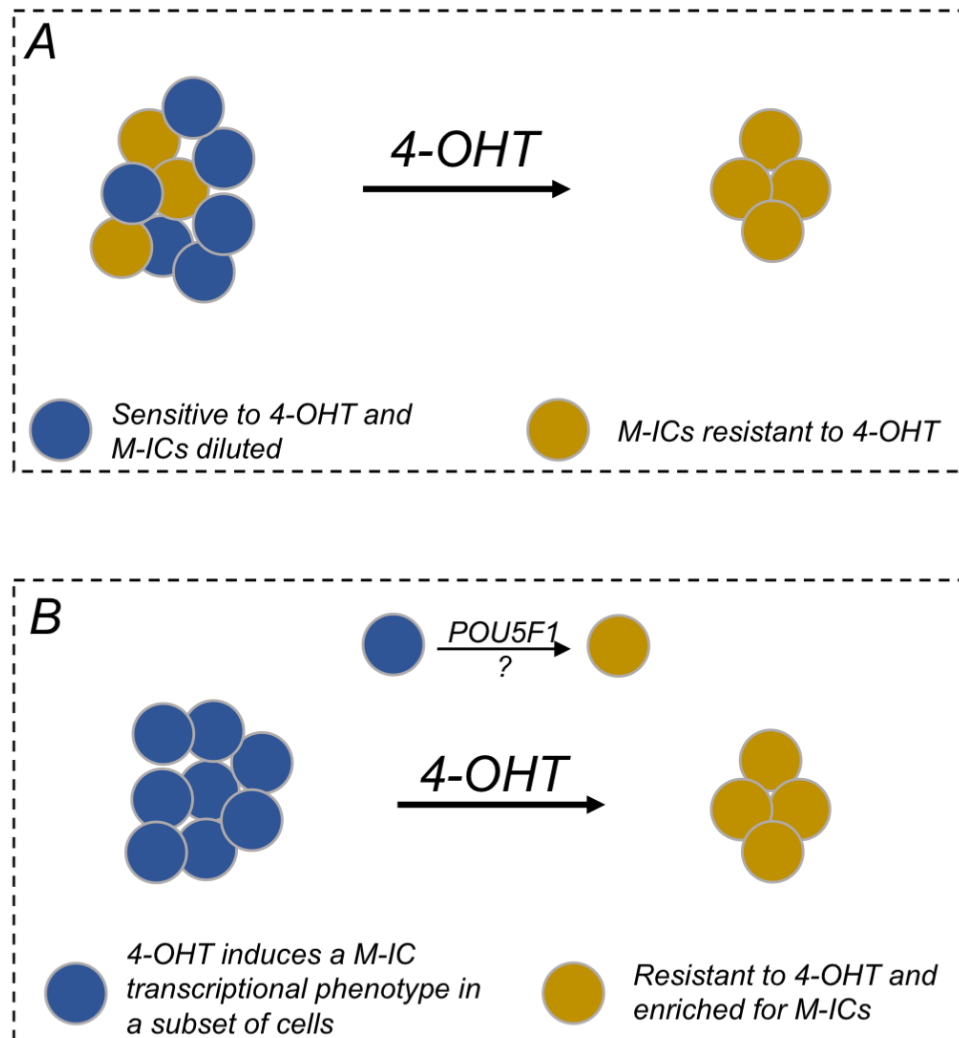 A
4-OHT
Sensitive to 4-OHT and
M-ICs diluted
M-ICs resistant to 4-OHT
B
POU5F1
?
4-OHT
4-OHT induces a M-IC
transcriptional phenotype in
a subset of cells
Resistant to 4-OHT and
enriched for M-ICs